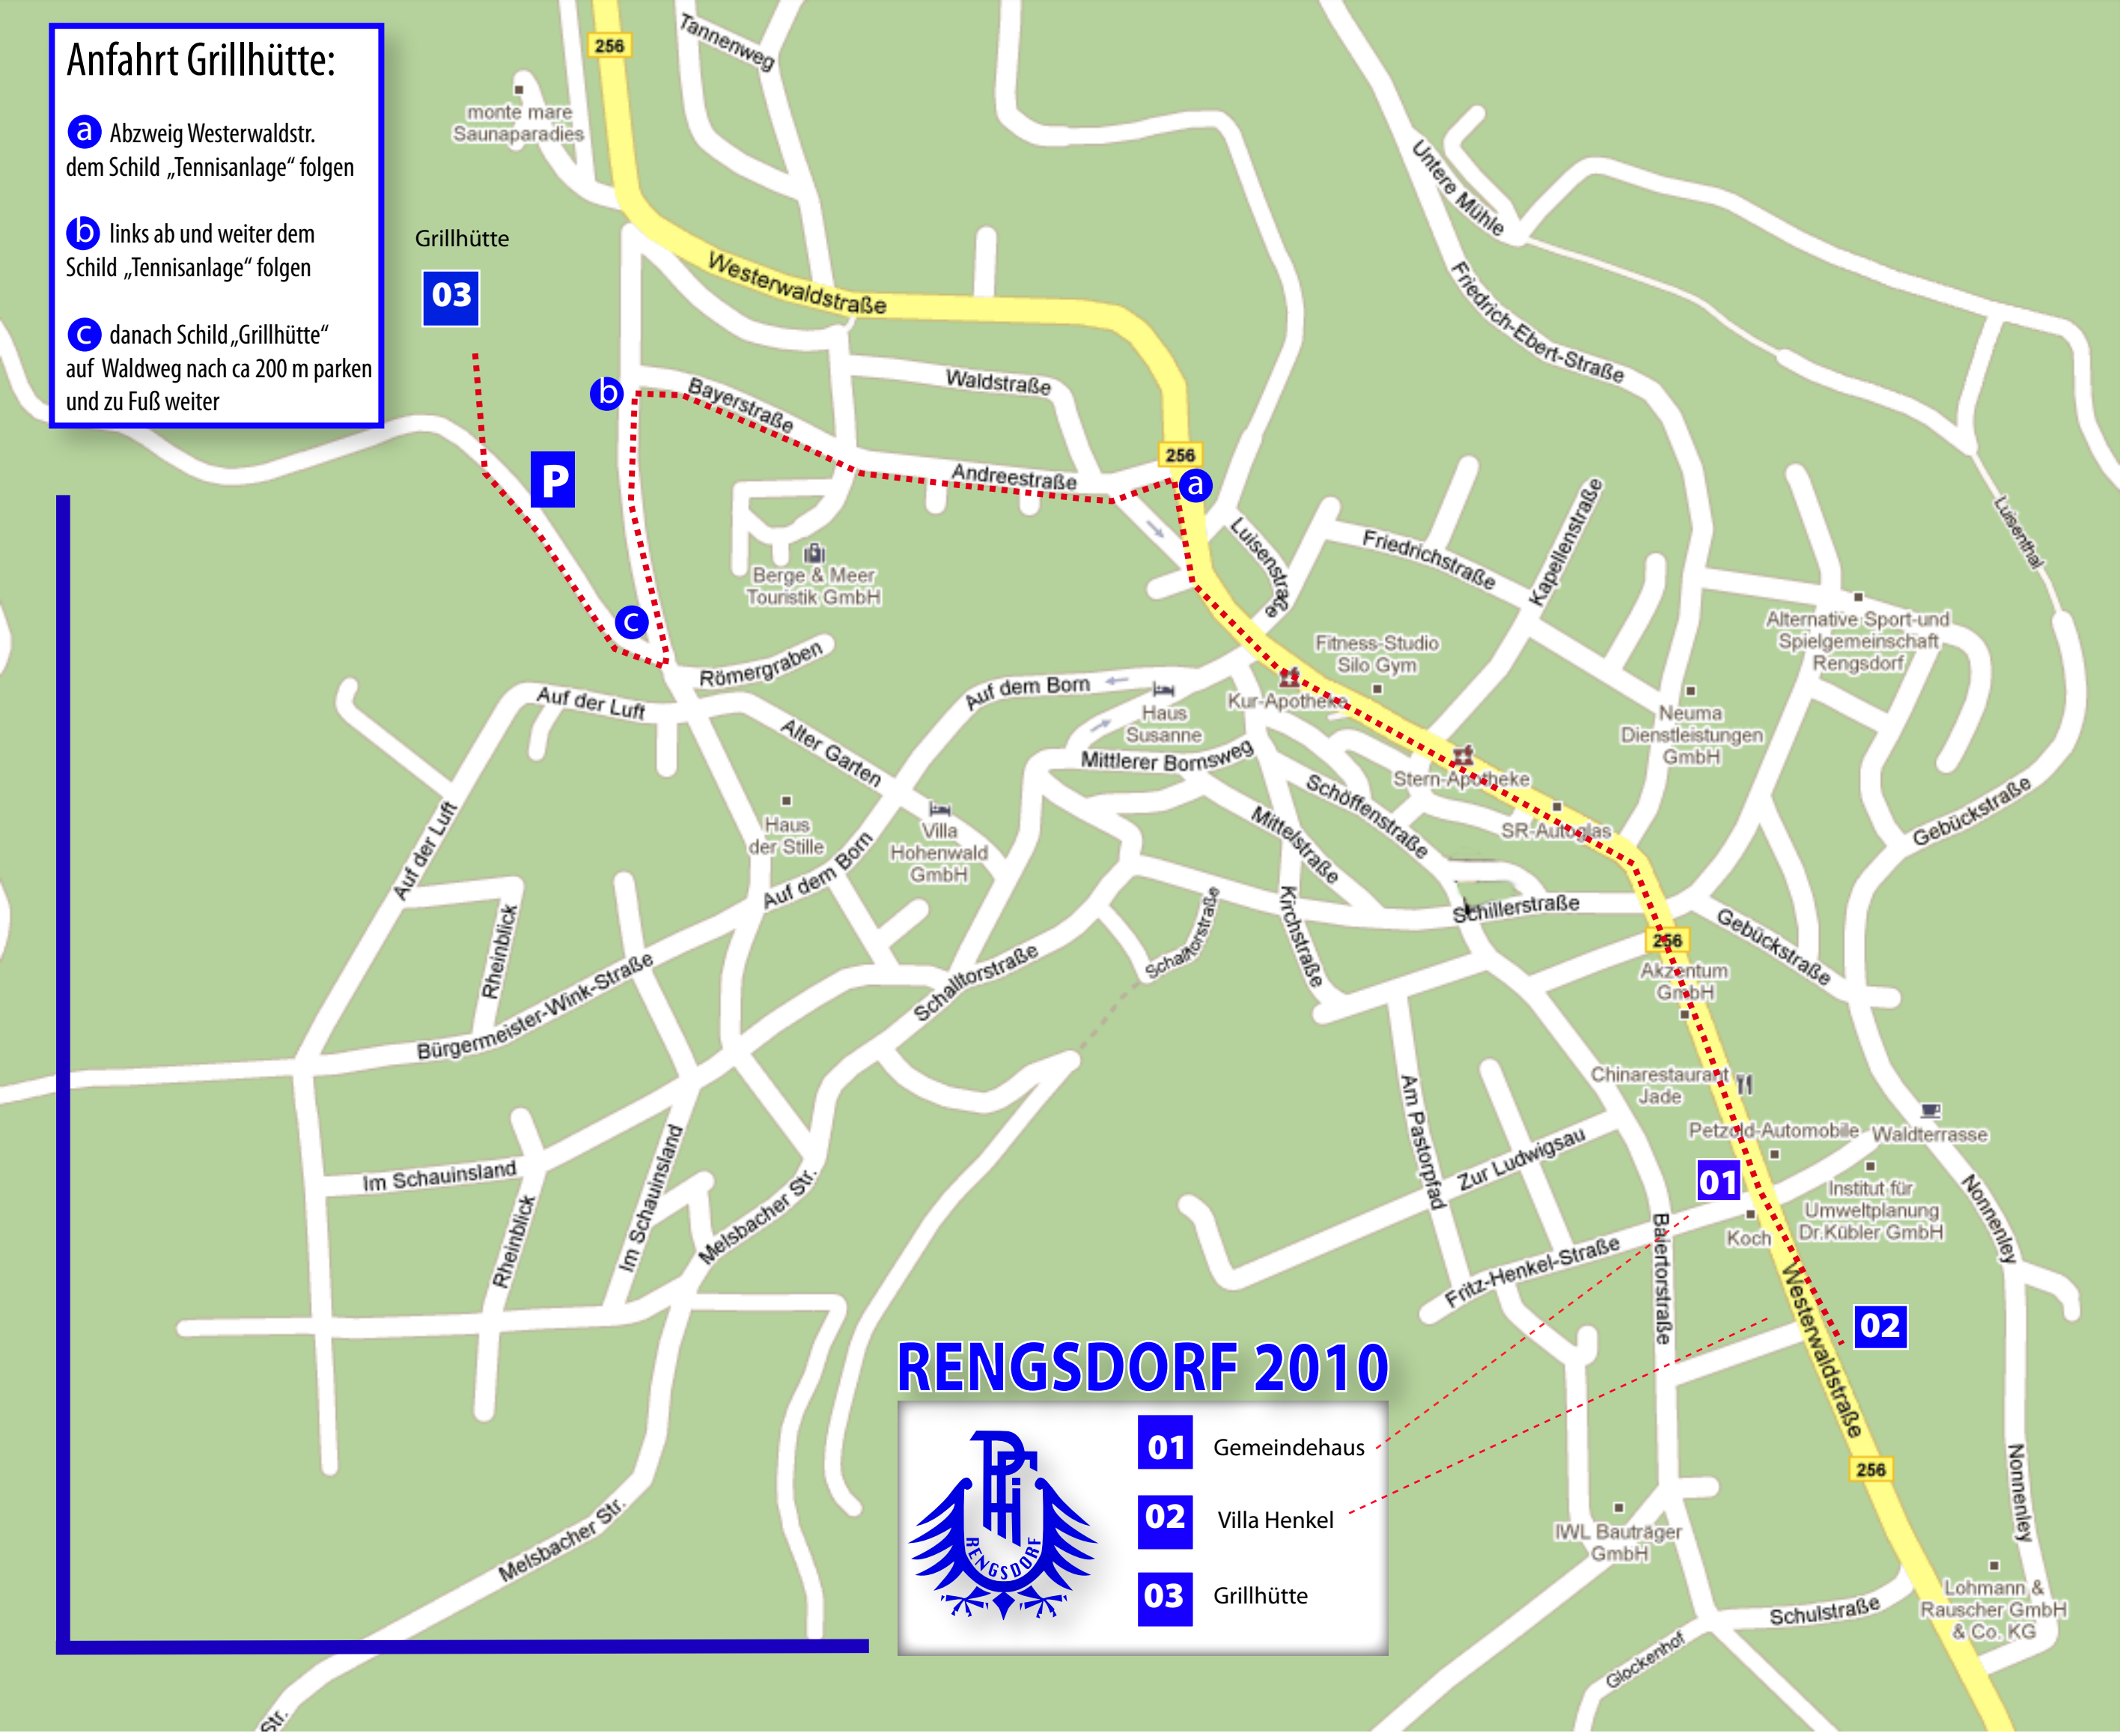 Anfahrt Grillhütte:
a Abzweig Westerwaldstr.
dem Schild „Tennisanlage“ folgen
b links ab und weiter dem
Schild „Tennisanlage“ folgen
c danach Schild „Grillhütte“
auf Waldweg nach ca 200 m parken
und zu Fuß weiter
256
Tannenweg
monte mare
Saunaparadies
Grillhütte
03
Westerwaldstraße
Untere Mühle
Friedrich-Ebert-Straße
b
Bayerstraße
Waldstraße
P
Andreestraße
256
a
Luisenstraße
Friedrichstraße
Kapellenstraße
Luisenthal
Berge & Meer
Touristik GmbH
c
Römergraben
Alternative Sport-und
Spielgemeinschaft
Rengsdorf
Fitness-Studio
Silo Gym
Kur-Apotheke
Auf dem Born
Haus
Susanne
Neuma
Dienstleistungen
GmbH
Auf der Luft
Alter Garten
Mittlerer Bornsweg
Stern-Apotheke
Schöffenstraße
SR-Autoglas
Gebückstraße
Auf der Luft
Haus
der Stille
Villa
Hohenwald
GmbH
Mittelstraße
Auf dem Born
Schalltorstraße
Kirchstraße
Schillerstraße
256
Gebückstraße
Rheinblick
Bürgermeister-Wink-Straße
Schalltorstraße
Akzentum
GmbH
Chinarestaurant
Jade
Am Pastorpfad
Petzold-Automobile
Waldterrasse
Im Schauinsland
Im Schauinsland
Rheinblick
Melsbacher Str.
Zur Ludwigsau
01
Institut für
Umweltplanung
Dr.Kübler GmbH
Koch
Nonnenley
Fritz-Henkel-Straße
Baiertorstraße
Westerwaldstraße
02
RENGSDORF 2010
PTHi
RENGSDORF
01 Gemeindehaus
02 Villa Henkel
03 Grillhütte
256
Nonnenley
IWL Bauträger
GmbH
Melsbacher Str.
Lohmann &
Rauscher GmbH
& Co. KG
Schulstraße
Glockenhof
Str.